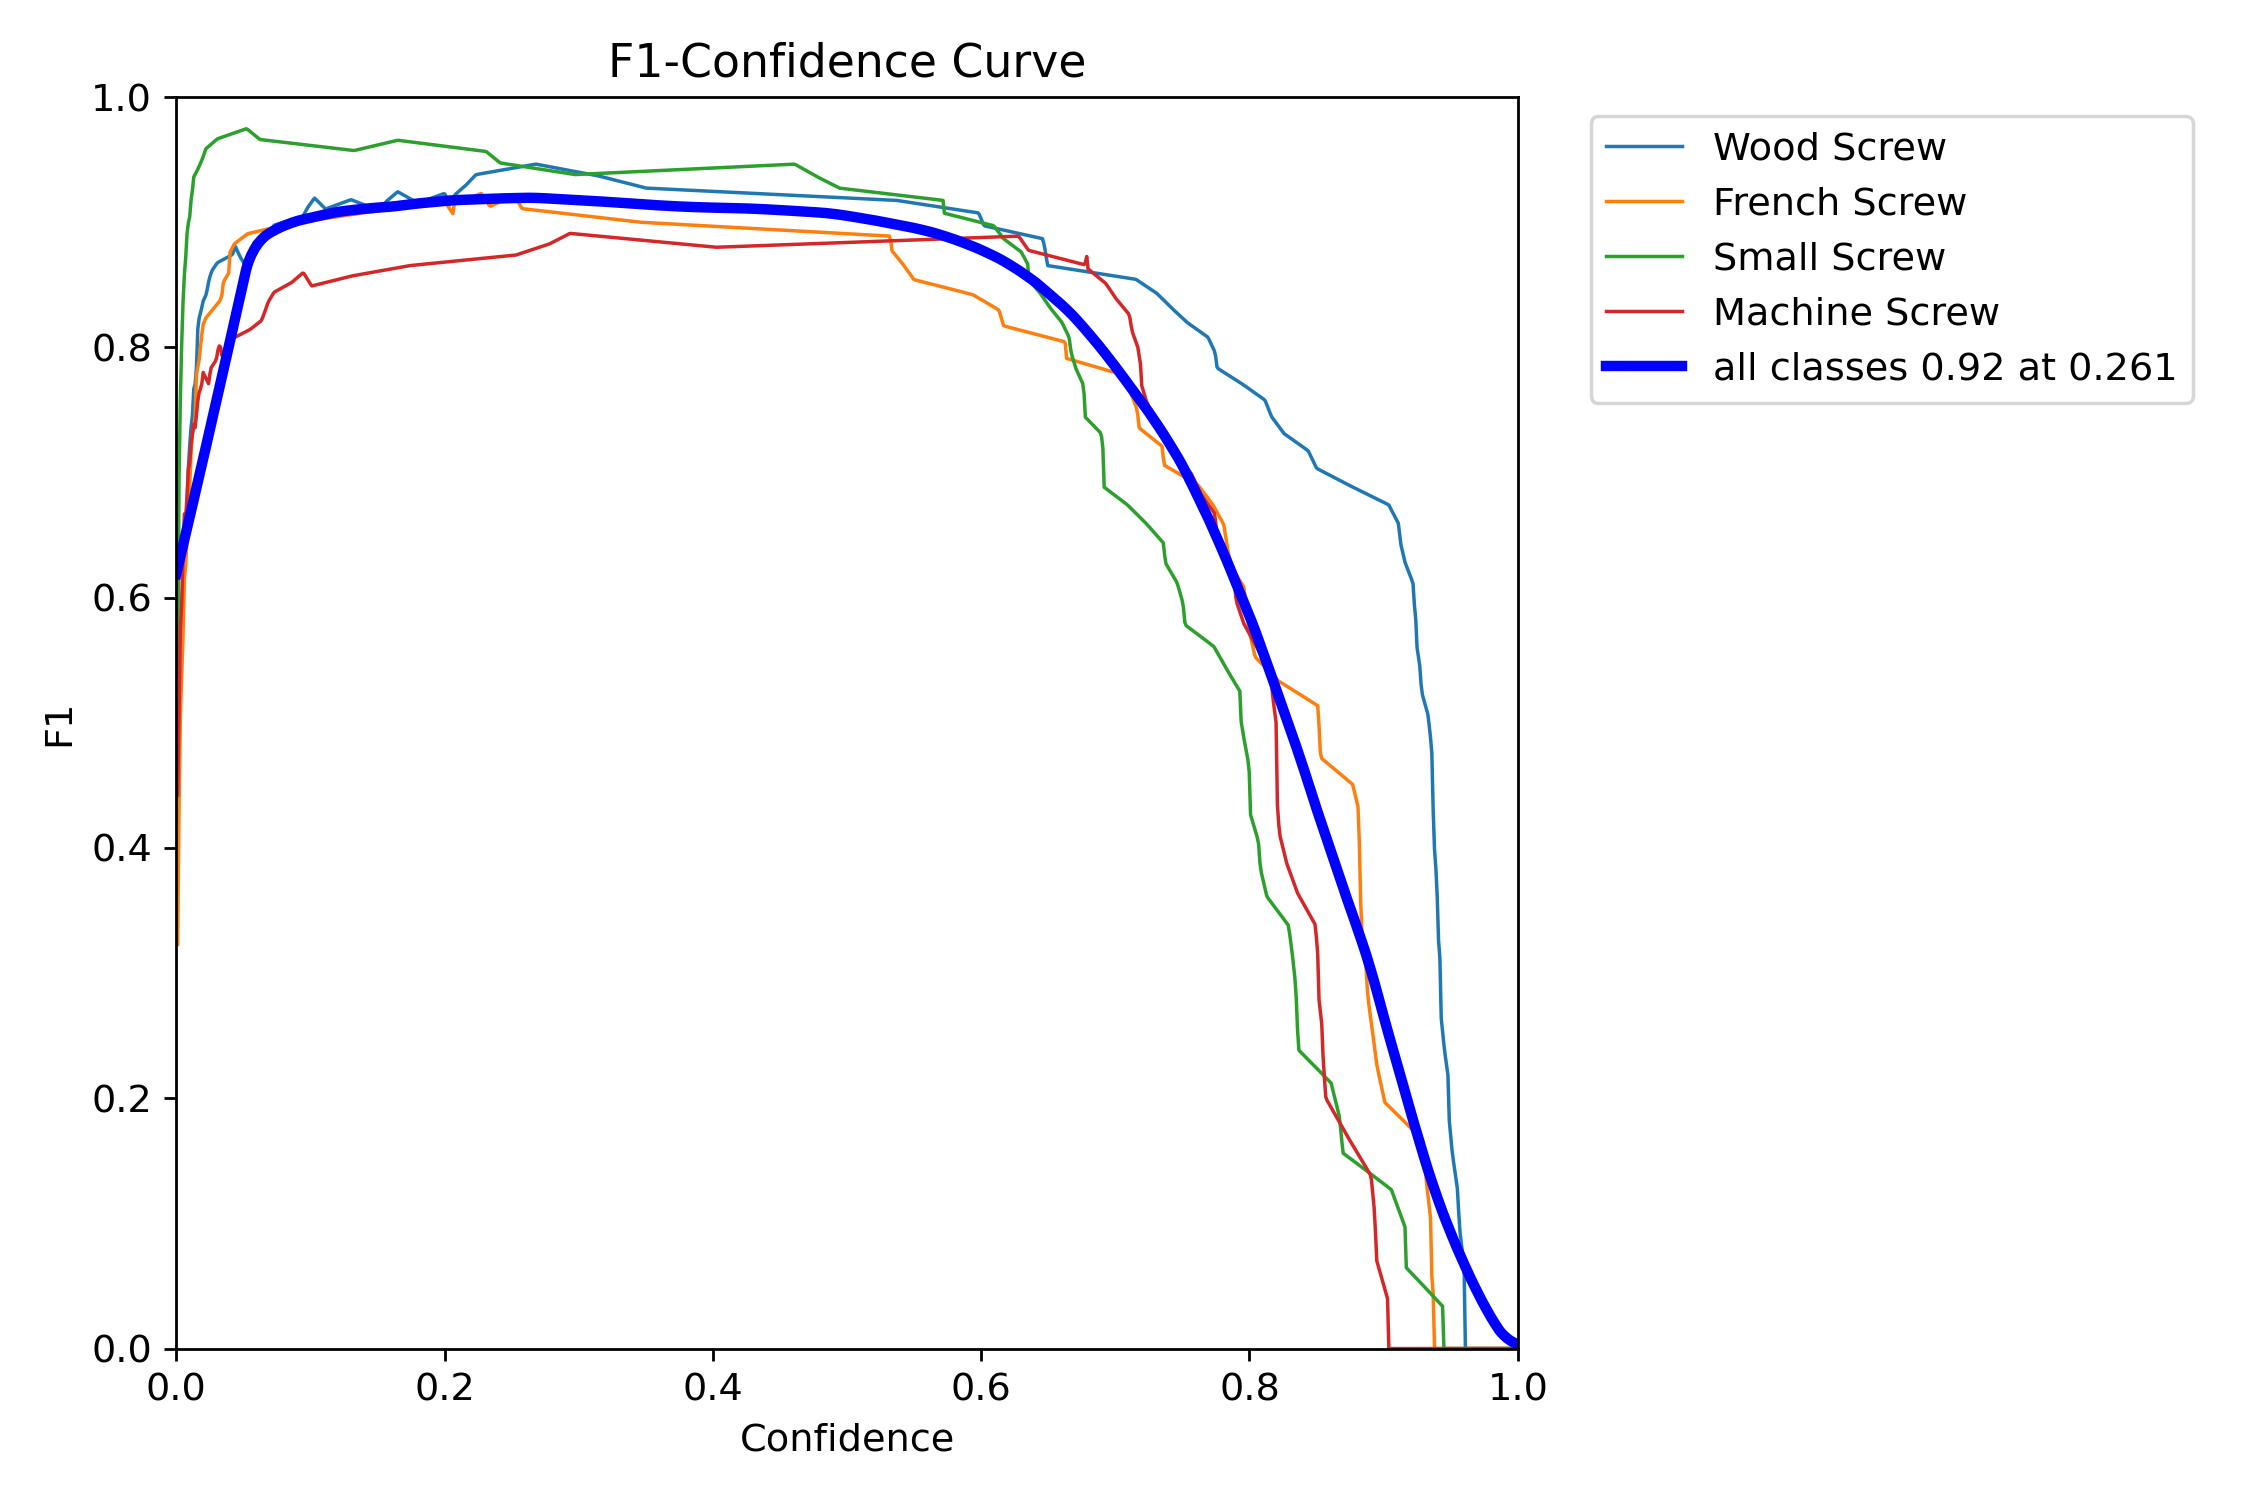 F1-Confidence Curve
1.0
0.8
0.6
0.4
0.2
0.0
F1
0.0 0.2 0.4 0.6 0.8 1.0
Confidence
Wood Screw
French Screw
Small Screw
Machine Screw
all classes 0.92 at 0.261